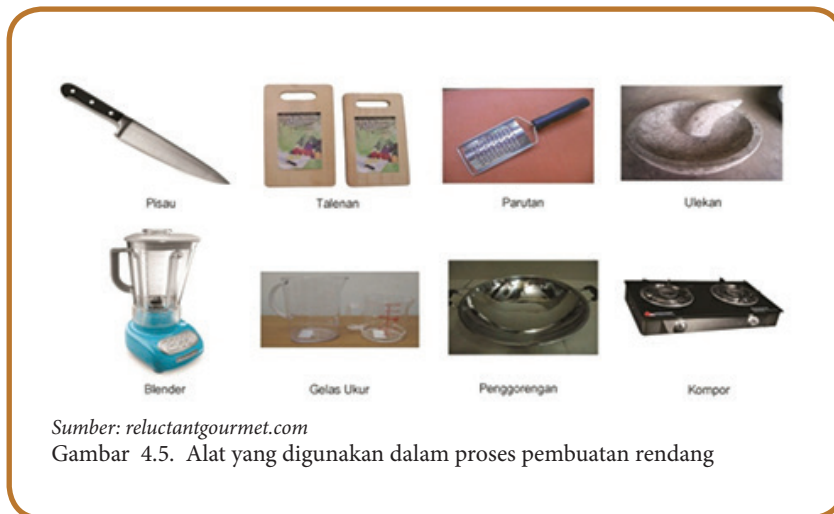 Pisau
Talenan
Parutan
Ulekan
Blender
Gelas Ukur
Penggorengan
Kompor
Sumber: reluctantgourmet.com
Gambar 4.5. Alat yang digunakan dalam proses pembuatan rendang